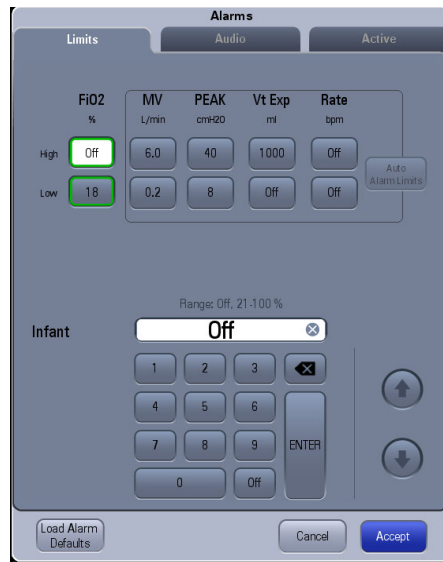 Alarms
Limits Audio Active
FiO2 MV PEAK Vt Exp Rate
% L/min cmH2O ml bpm
High Off 6.0 40 1000 Off
Auto
Alarm Limits
Low 18 0.2 8 Off Off
Range: Off, 21-100 %
Infant Off
1 2 3
4 5 6
7 8 9 ENTER
0 Off
Load Alarm
Defaults
Cancel Accept